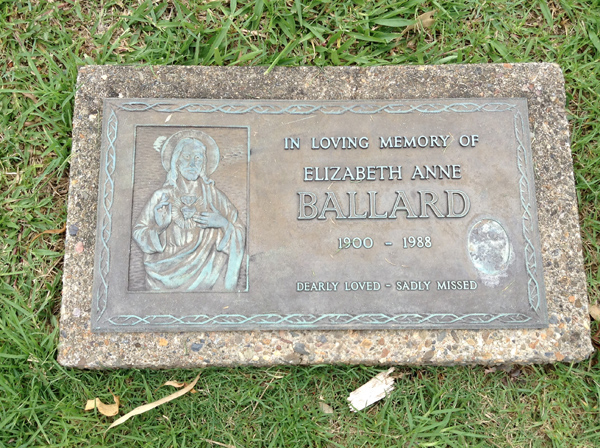 IN LOVING MEMORY OF
ELIZABETH ANNE
BALLARD
1900 - 1988
DEARLY LOVED - SADLY MISSED